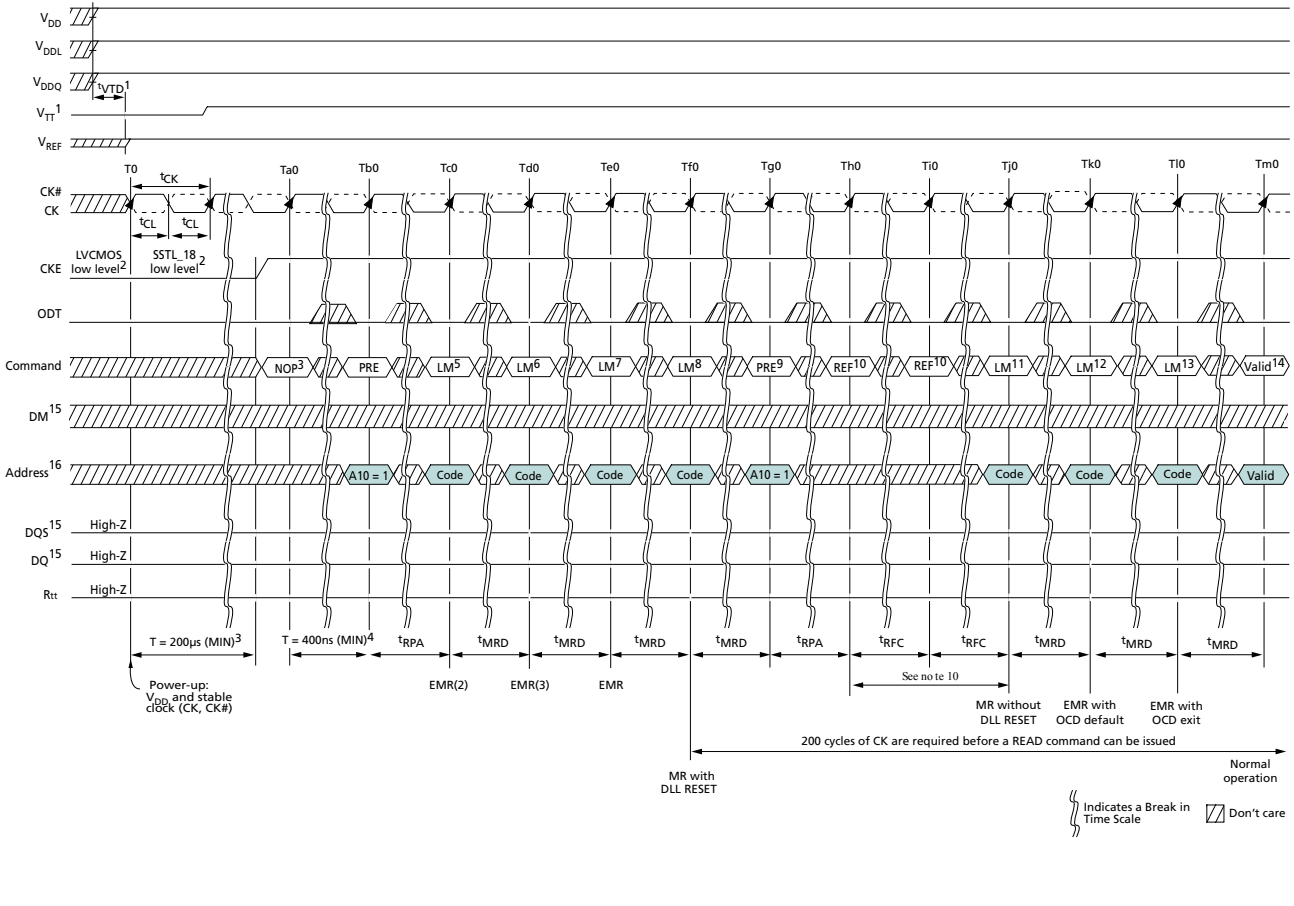 VDD
VDDL
VDDQ
tVTD1
VTT1
VREF
T0 Ta0 Tb0 Tc0 Td0 Te0 Tf0 Tg0 Th0 Ti0 Tj0 Tk0 Tl0 Tm0
tCK
CK#
CK
tCL tCL
LVCMOS low level2
SSTL_18 low level2
CKE
ODT
Command NOP3 PRE LM5 LM6 LM7 LM8 PRE9 REF10 REF10 LM11 LM12 LM13 Valid14
DM15
Address16 A10 = 1 Code Code Code Code A10 = 1 Code Code Code Valid
DQS15 High-Z
DQ15 High-Z
Rtt High-Z
T = 200µs (MIN)3 T = 400ns (MIN)4 tRPA tMRD tMRD tMRD tMRD tRPA tRFC tRFC tMRD tMRD tMRD
Power-up:
VDD and stable
clock (CK, CK#)
EMR(2) EMR(3) EMR
See no te 10
MR without
DLL RESET
EMR with
OCD default
EMR with
OCD exit
200 cycles of CK are required before a READ command can be issued
MR with
DLL RESET
Normal
operation
Indicates a Break in
Time Scale
Don't care